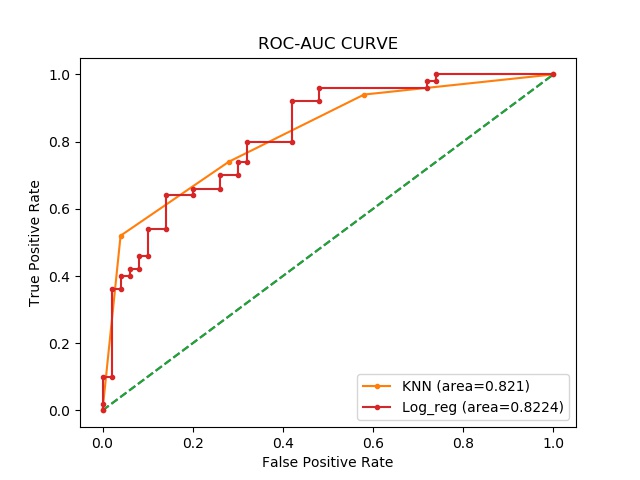 ROC-AUC CURVE
1.0
0.8
0.6
0.4
0.2
0.0
True Positive Rate
KNN (area=0.821)
Log_reg (area=0.8224)
0.0 0.2 0.4 0.6 0.8 1.0
False Positive Rate